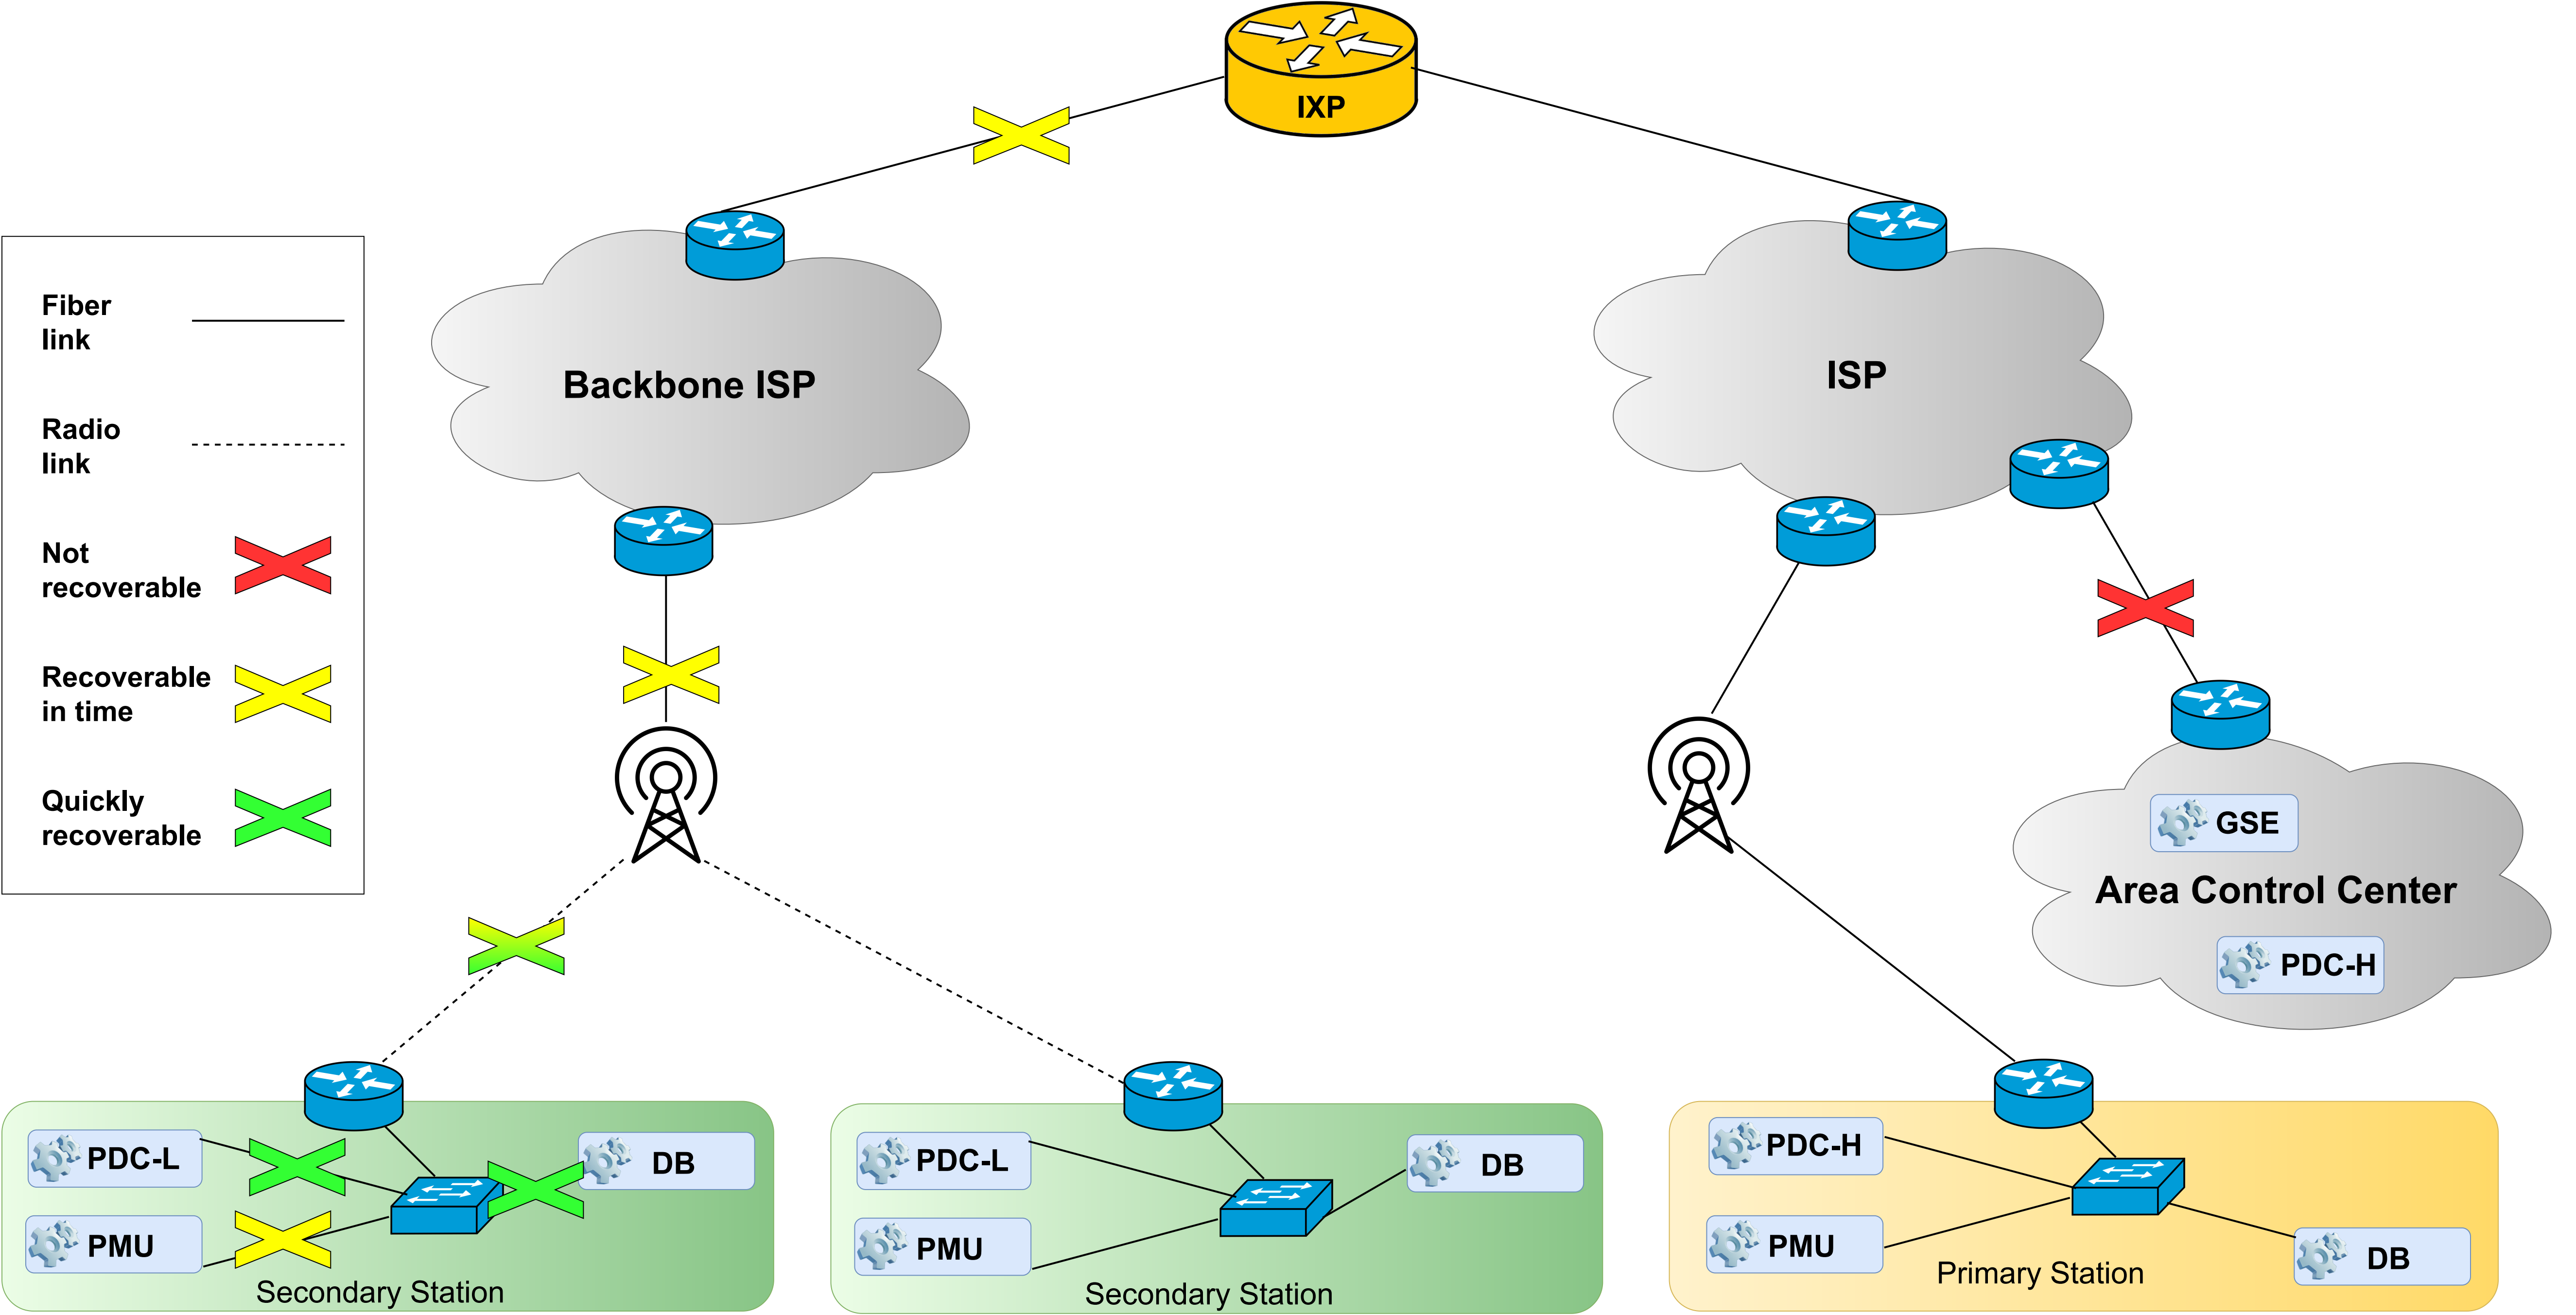 IXP
Backbone ISP
ISP
Fiber
link
Radio
link
Not
recoverable
Recoverable
in time
Quickly
recoverable
GSE
Area Control Center
PDC-H
PDC-L
DB
PMU
Secondary Station
PDC-L
DB
PMU
Secondary Station
PDC-H
PMU
DB
Primary Station